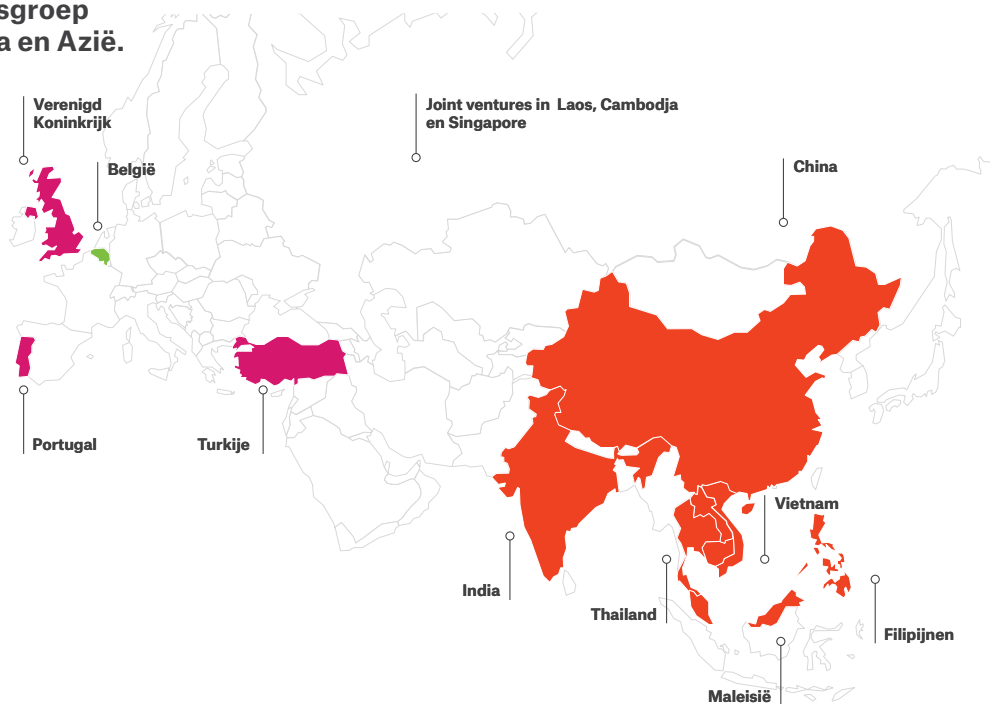 sgroep
a en Azië.
Verenigd
Koninkrijk
België
Joint ventures in Laos, Cambodja
en Singapore
China
Portugal
Turkije
Vietnam
India
Thailand
Filipijnen
Maleisië